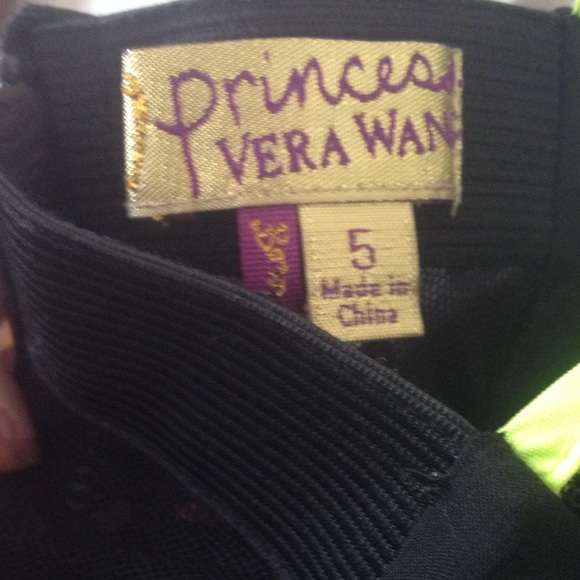 Princess
VERA WANG
5
Made in
China